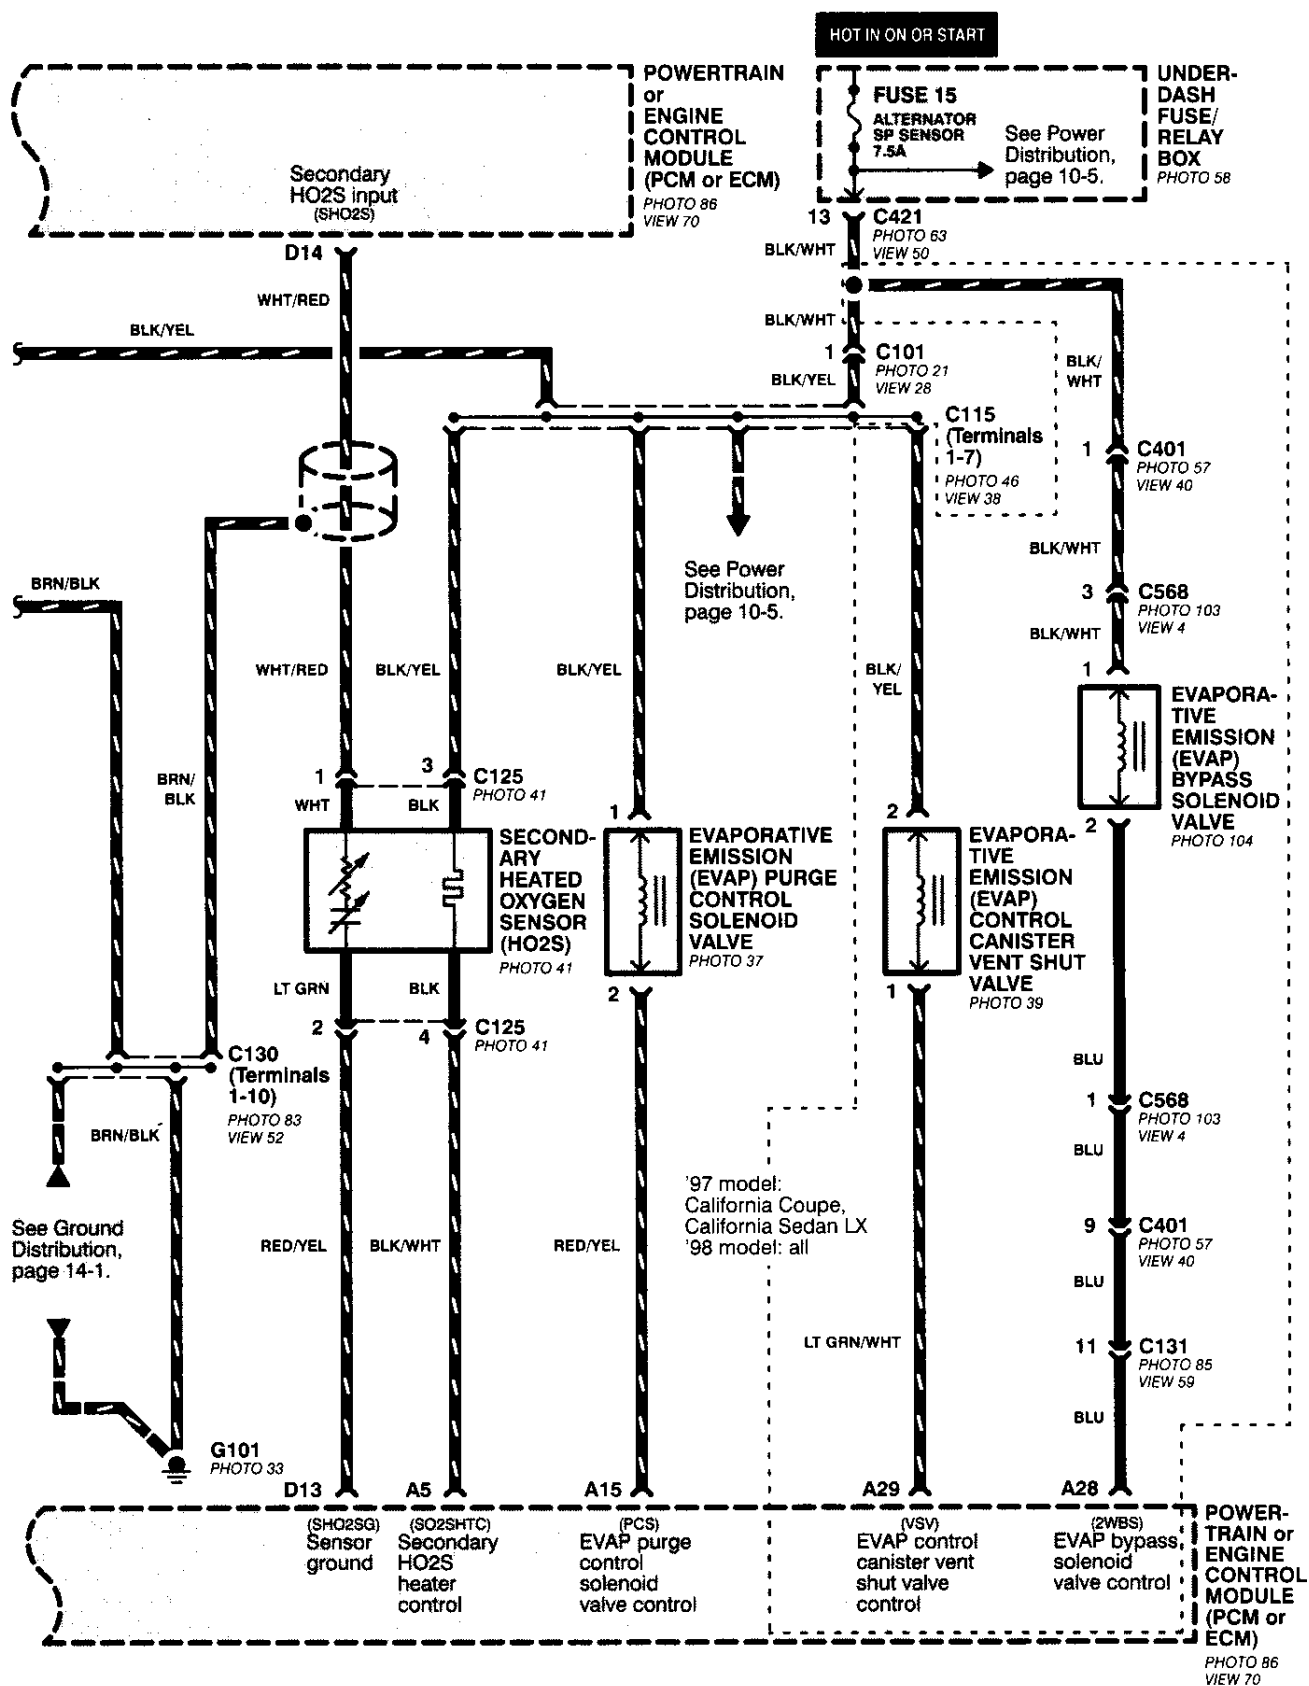 HOT IN ON OR START
POWERTRAIN
or
ENGINE
CONTROL
MODULE
(PCM or ECM)
PHOTO 86
VIEW 70
Secondary
HO2S input
(SHO2S)
FUSE 15
ALTERNATOR
SP SENSOR
7.5A
See Power
Distribution,
page 10-5.
UNDER-
DASH
FUSE/
RELAY
BOX
PHOTO 58
13
C421
PHOTO 63
VIEW 50
D14
BLK/WHT
WHT/RED
BLK/YEL
BLK/WHT
1
C101
PHOTO 21
VIEW 28
BLK/YEL
BLK/
WHT
C115
(Terminals
1-7)
PHOTO 46
VIEW 38
1
C401
PHOTO 57
VIEW 40
BRN/BLK
See Power
Distribution,
page 10-5.
BLK/WHT
3
C568
PHOTO 103
VIEW 4
BLK/WHT
WHT/RED
BLK/YEL
BLK/YEL
BLK/
YEL
1
EVAPORA-
TIVE
EMISSION
(EVAP)
BYPASS
SOLENOID
VALVE
PHOTO 104
BRN/
BLK
1
3
C125
PHOTO 41
WHT
BLK
1
2
2
SECOND-
ARY
HEATED
OXYGEN
SENSOR
(HO2S)
PHOTO 41
EVAPORATIVE
EMISSION
(EVAP) PURGE
CONTROL
SOLENOID
VALVE
PHOTO 37
EVAPORA-
TIVE
EMISSION
(EVAP)
CONTROL
CANISTER
VENT SHUT
VALVE
PHOTO 39
LT GRN
BLK
2
1
2
4
C125
PHOTO 41
C130
(Terminals
1-10)
PHOTO 83
VIEW 52
BLU
1
C568
PHOTO 103
VIEW 4
BRN/BLK
BLU
'97 model:
California Coupe,
California Sedan LX
'98 model: all
See Ground
Distribution,
page 14-1.
RED/YEL
BLK/WHT
RED/YEL
9
C401
PHOTO 57
VIEW 40
BLU
LT GRN/WHT
11
C131
PHOTO 85
VIEW 59
BLU
G101
PHOTO 33
D13
A5
A15
A29
A28
(SHO2SG)
Sensor
ground
(SO2SHTC)
Secondary
HO2S
heater
control
(PCS)
EVAP purge
control
solenoid
valve control
(VSV)
EVAP control
canister vent
shut valve
control
(2WBS)
EVAP bypass
solenoid
valve control
POWER-
TRAIN or
ENGINE
CONTROL
MODULE
(PCM or
ECM)
PHOTO 86
VIEW 70